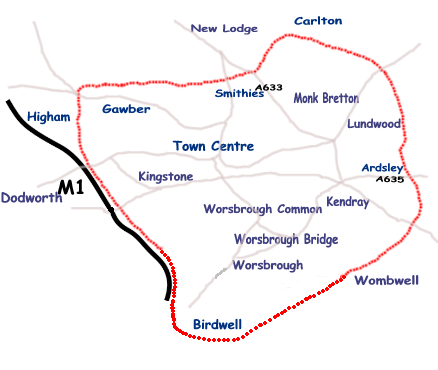 Carlton
New Lodge
A633
Smithies
Monk Bretton
Gawber
Higham
Lundwood
Town Centre
Ardsley
A635
Kingstone
M1
Dodworth
Kendray
Worsbrough Common
Worsbrough Bridge
Worsbrough
Wombwell
Birdwell